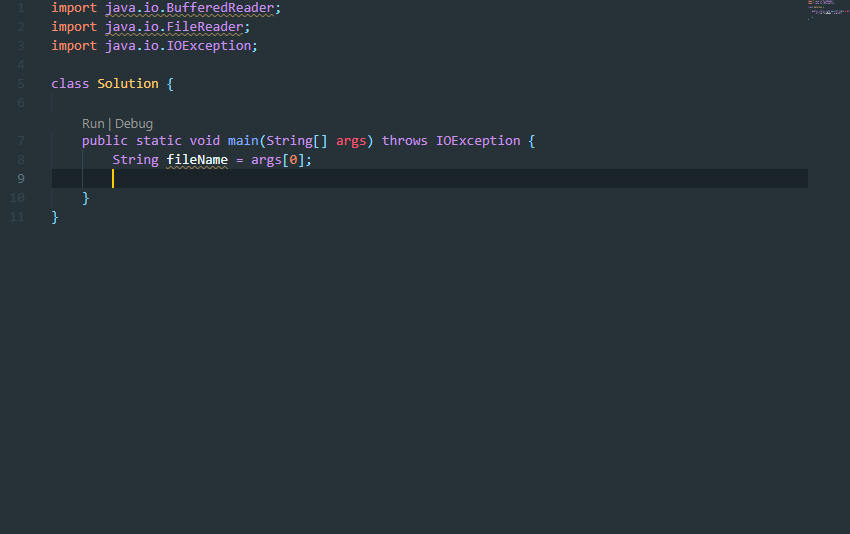 1 import java.io.BufferedReader;
2 import java.io.FileReader;
3 import java.io.IOException;
4
5 class Solution {
6
Run | Debug
7 public static void main(String[] args) throws IOException {
8 String fileName = args[0];
9
10 }
11 }